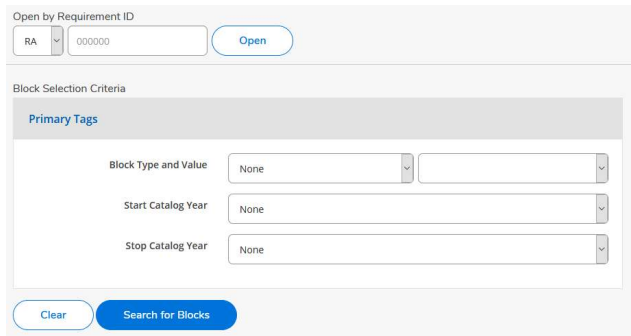 Open by Requirement ID
RA 000000 Open
Block Selection Criteria
Primary Tags
Block Type and Value None
Start Catalog Year None
Stop Catalog Year None
Clear Search for Blocks